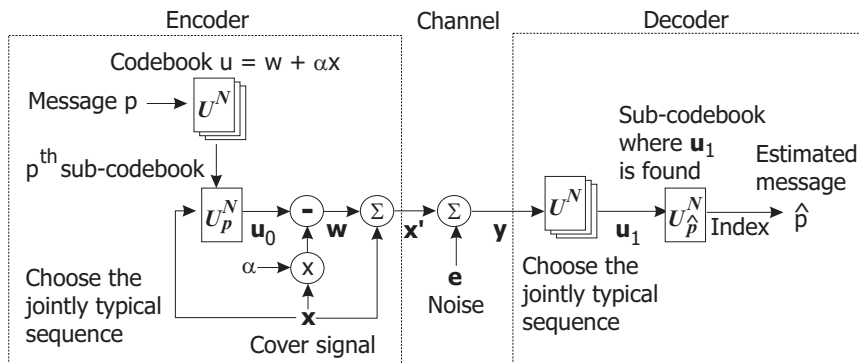 Encoder
Channel
Decoder
Codebook u = w + αx
Message p
U^N
p^th sub-codebook
U_p^N
u_0
-
w
Σ
x'
Σ
y
α
x
e
Noise
Choose the
jointly typical
sequence
x
Cover signal
U^N
u_1
Choose the
jointly typical
sequence
Sub-codebook
where u_1
is found
U_p̂^N
Index
Estimated
message
p̂